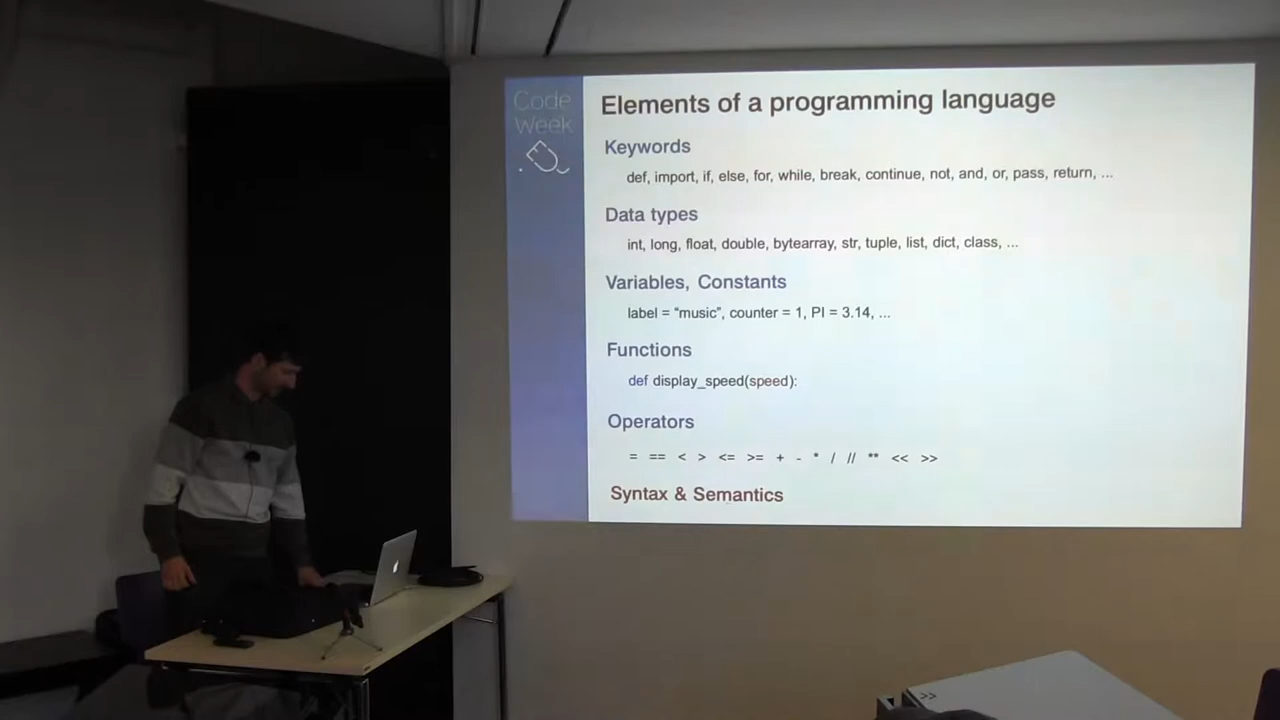 Code
Week
Elements of a programming language
Keywords
def, import, if, else, for, while, break, continue, not, and, or, pass, return, ...
Data types
int, long, float, double, bytearray, str, tuple, list, dict, class, ...
Variables, Constants
label = “music”, counter = 1, PI = 3.14, ...
Functions
def display_speed(speed):
Operators
= == < > <= >= + - * / // ** << >>
Syntax & Semantics
>>